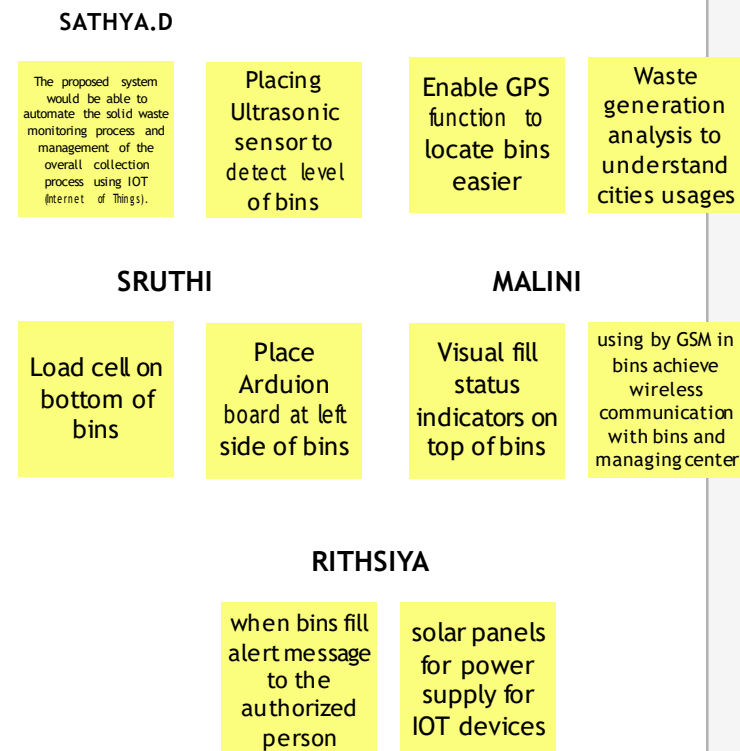 SATHYA.D
The proposed system
would be able to
automate the solid waste
monitoring process and
management of the
overall collection
process using IOT
(Internet of Things).
Placing
Ultrasonic
sensor to
detect level
of bins
Enable GPS
function to
locate bins
easier
Waste
generation
analysis to
understand
cities usages
SRUTHI
MALINI
Load cell on
bottom of
bins
Place
Arduion
board at left
side of bins
Visual fill
status
indicators on
top of bins
using by GSM in
bins achieve
wireless
communication
with bins and
managing center
RITHSIYA
when bins fill
alert message
to the
authorized
person
solar panels
for power
supply for
IOT devices